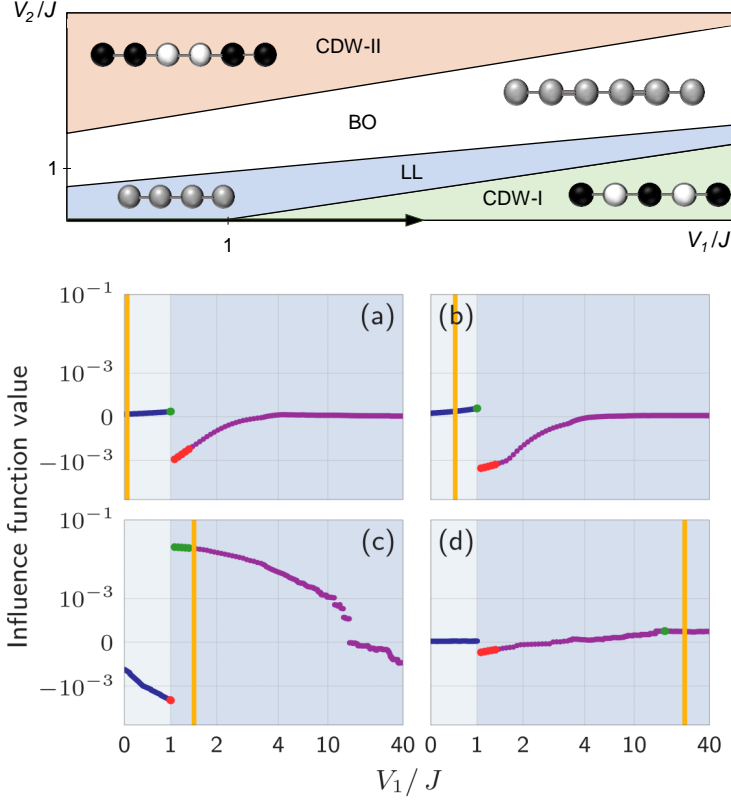 V₂/J
CDW-II
BO
1
LL
CDW-I
1
V₁/J
Influence function value
10⁻¹
10⁻³
0
−10⁻³
(a)
(b)
10⁻¹
10⁻³
0
−10⁻³
(c)
(d)
0 1 2 4 10 40
0 1 2 4 10 40
V₁/ J